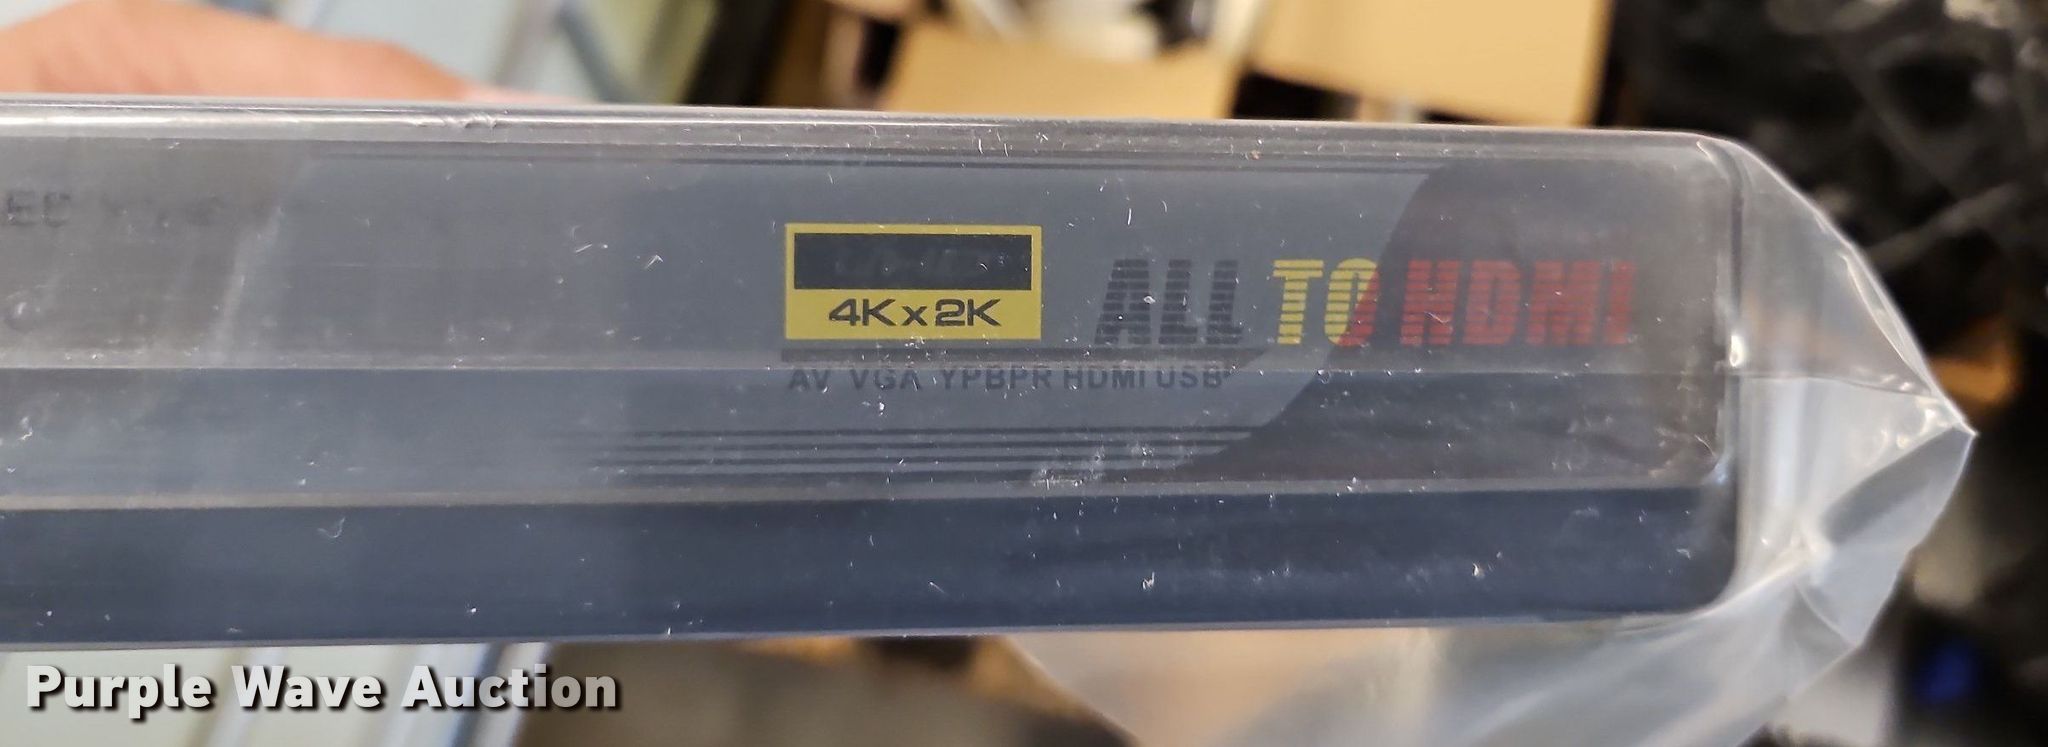 4Kx2K
ALL TO HDMI
AV VGA YPBPR HDMI USB
Purple Wave Auction